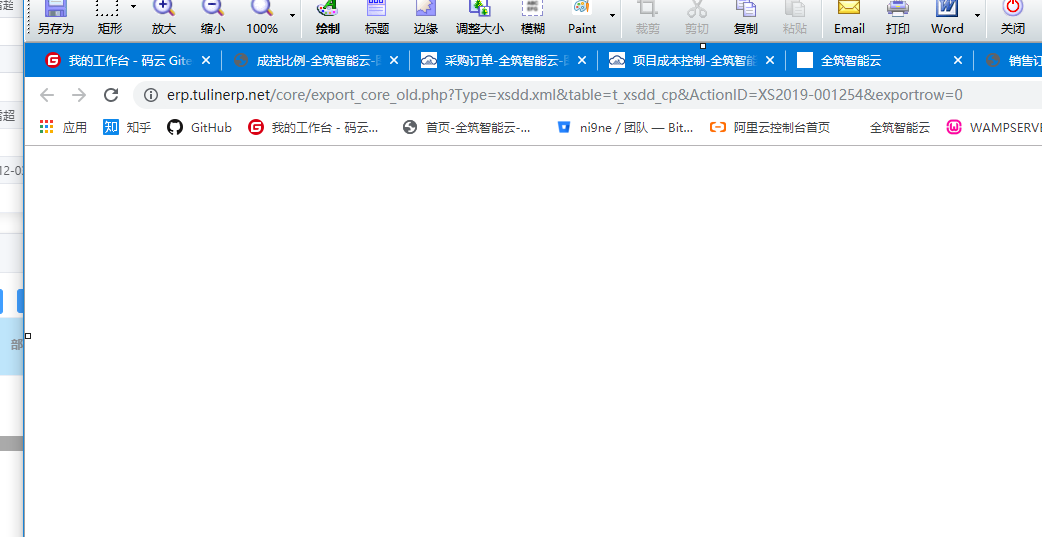 另存为 矩形 放大 缩小 100% 绘制 标题 边缘 调整大小 模糊 Paint 裁剪 剪切 复制 粘贴 Email 打印 Word 关闭
我的工作台 - 码云 Gite 成控比例-全筑智能云- 采购订单-全筑智能云- 项目成本控制-全筑智能 全筑智能云 销售订
erp.tulinerp.net/core/export_core_old.php?Type=xsdd.xml&table=t_xsdd_cp&ActionID=XS2019-001254&exportrow=0
应用 知 知乎 GitHub 我的工作台 - 码云... 首页-全筑智能云-... ni9ne / 团队 — Bit... 阿里云控制台首页 全筑智能云 WAMPSERVE
超
12-0
部